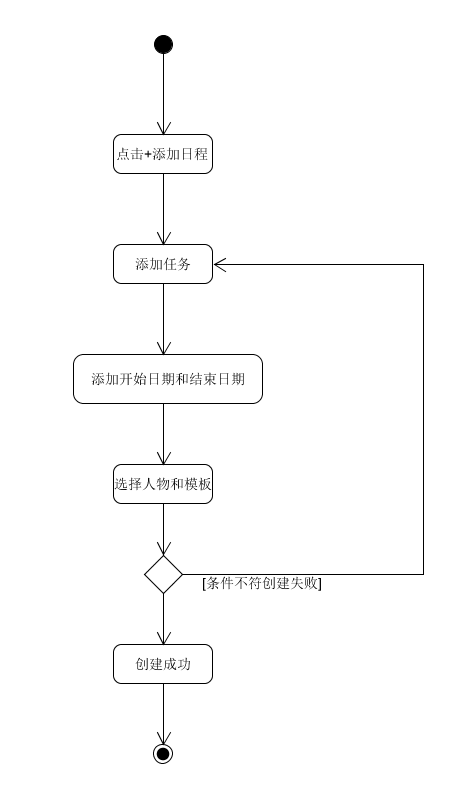 点击+添加日程
添加任务
添加开始日期和结束日期
选择人物和模板
[条件不符创建失败]
创建成功